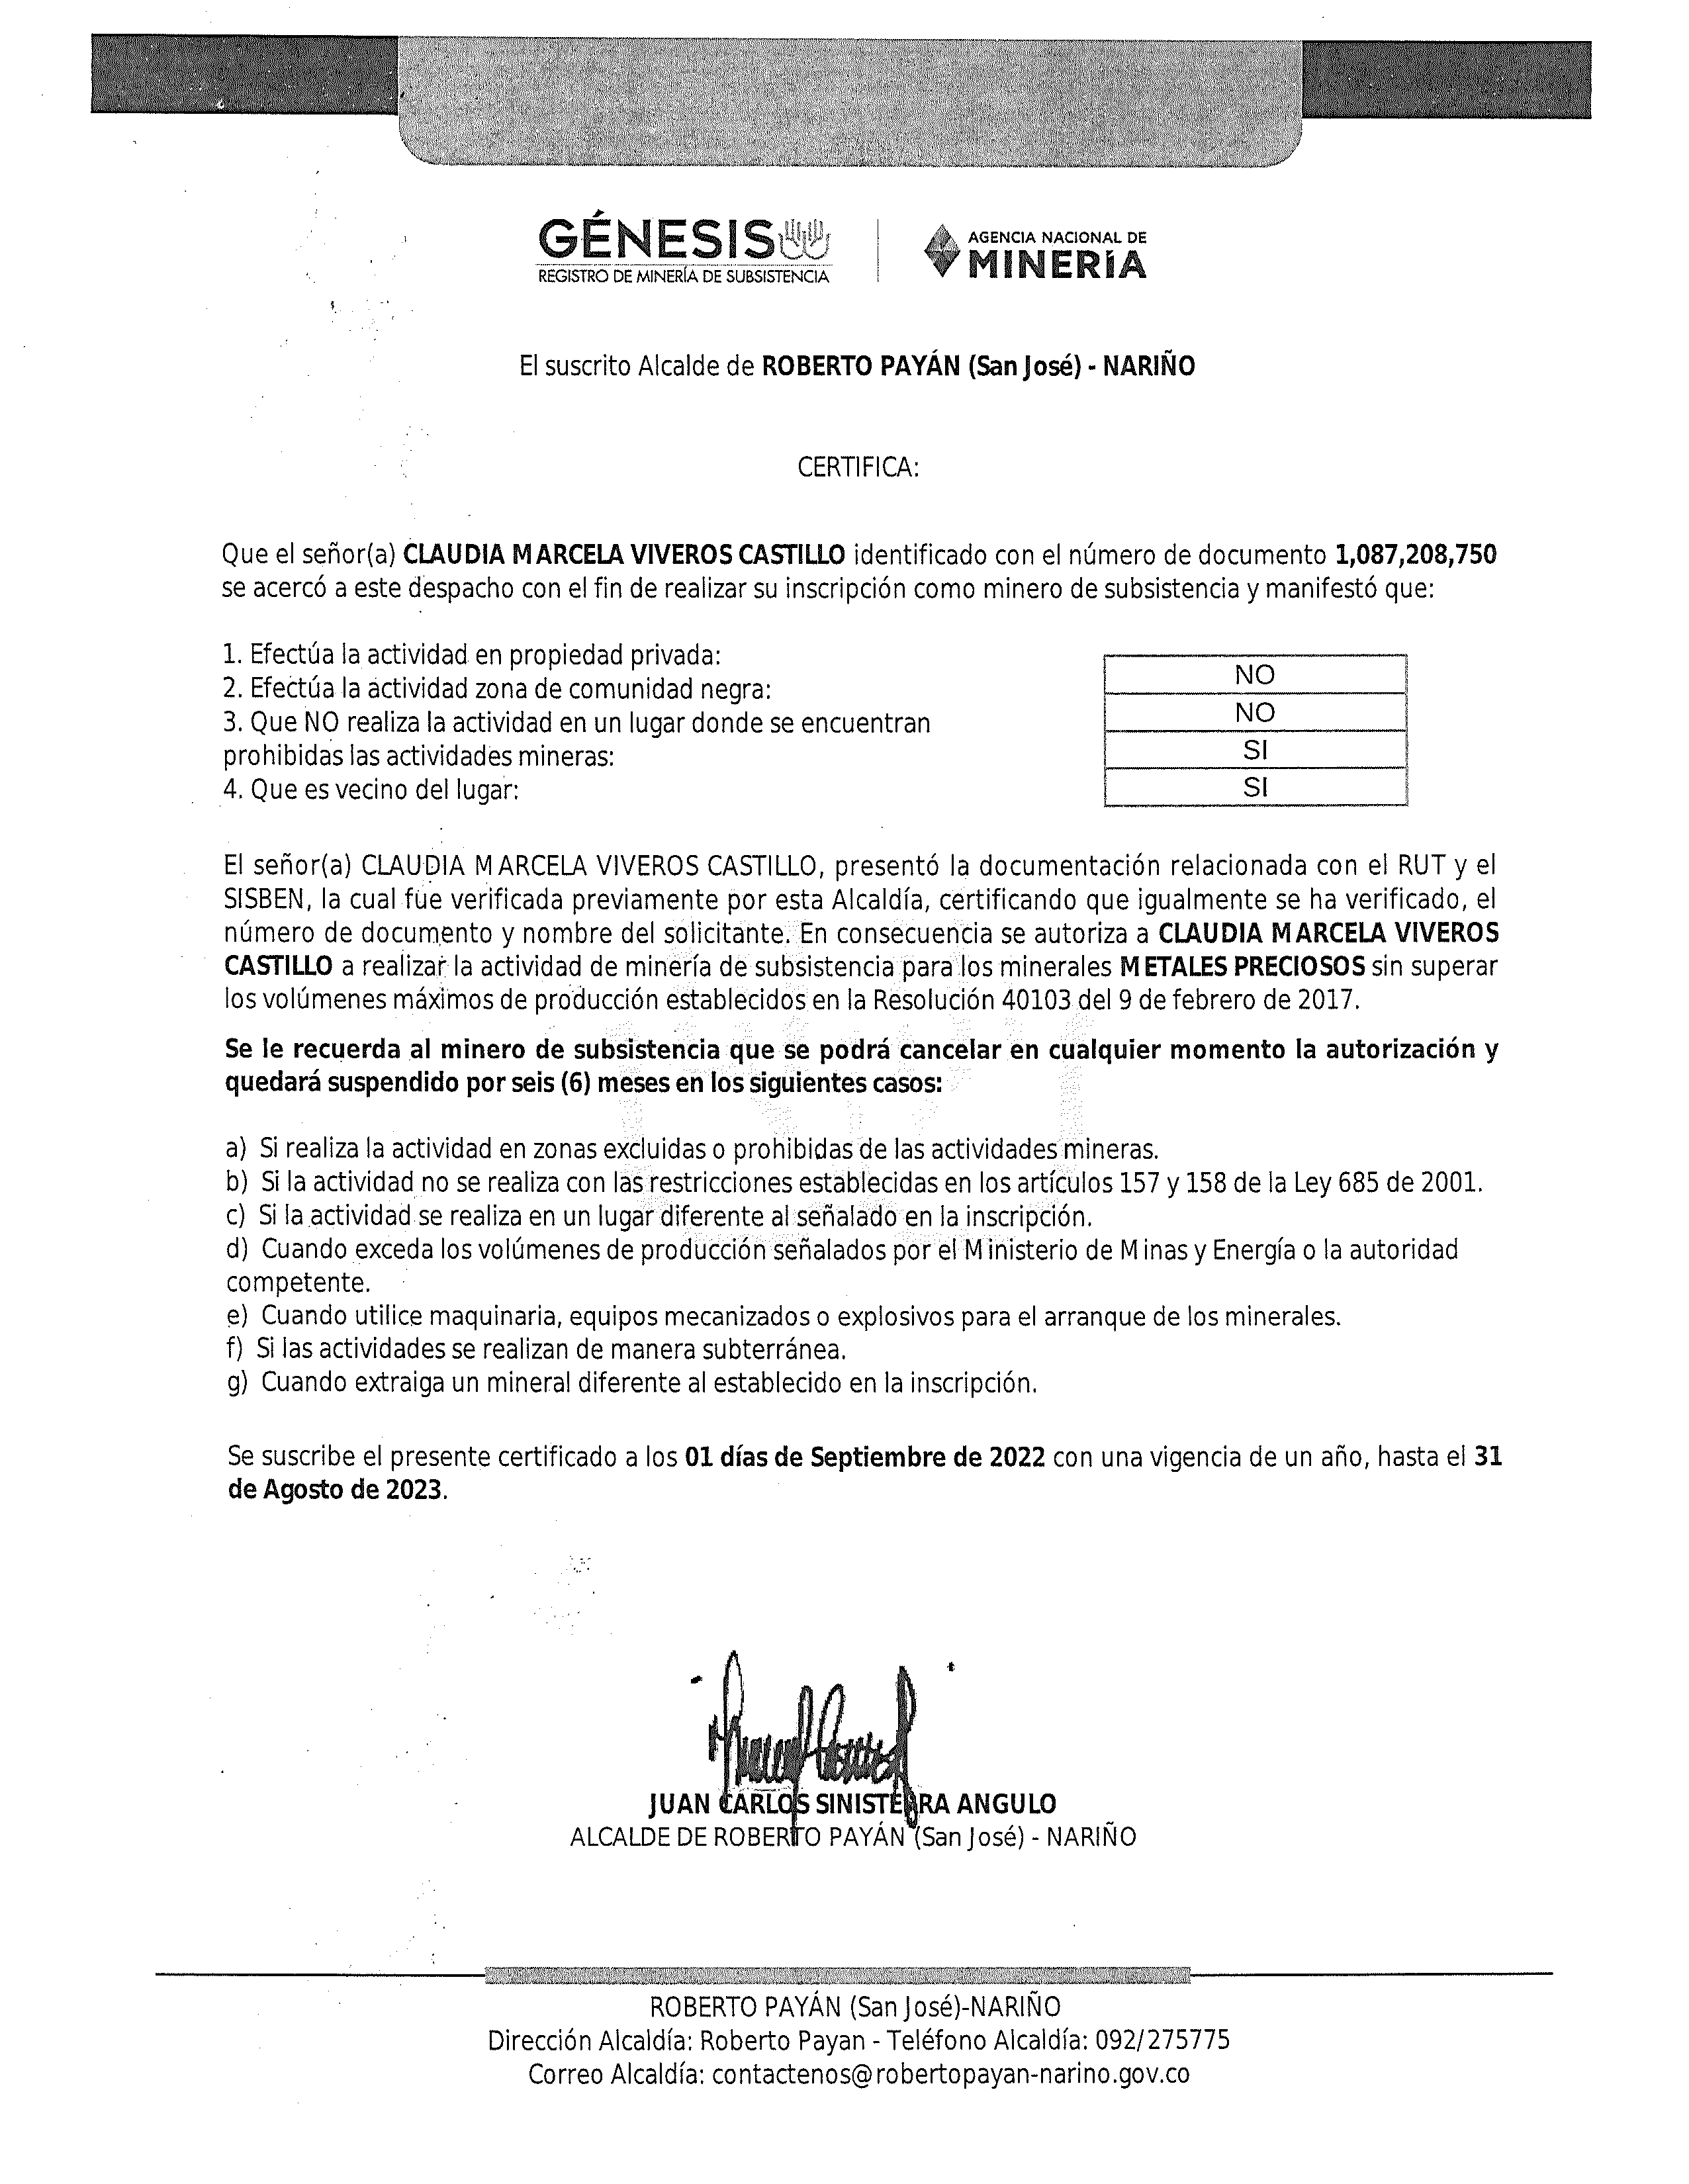 GÉNESIS
REGISTRO DE MINERÍA DE SUBSISTENCIA
AGENCIA NACIONAL DE
MINERÍA
El suscrito Alcalde de ROBERTO PAYÁN (San José) - NARIÑO
CERTIFICA:
Que el señor(a) CLAUDIA MARCELA VIVEROS CASTILLO identificado con el número de documento 1,087,208,750
se acercó a este despacho con el fin de realizar su inscripción como minero de subsistencia y manifestó que:
1. Efectúa la actividad en propiedad privada:
NO
2. Efectúa la actividad zona de comunidad negra:
NO
3. Que NO realiza la actividad en un lugar donde se encuentran
prohibidas las actividades mineras:
SI
4. Que es vecino del lugar:
SI
El señor(a) CLAUDIA MARCELA VIVEROS CASTILLO, presentó la documentación relacionada con el RUT y el
SISBEN, la cual fue verificada previamente por esta Alcaldía, certificando que igualmente se ha verificado, el
número de documento y nombre del solicitante. En consecuencia se autoriza a CLAUDIA MARCELA VIVEROS
CASTILLO a realizar la actividad de minería de subsistencia para los minerales METALES PRECIOSOS sin superar
los volúmenes máximos de producción establecidos en la Resolución 40103 del 9 de febrero de 2017.
Se le recuerda al minero de subsistencia que se podrá cancelar en cualquier momento la autorización y
quedará suspendido por seis (6) meses en los siguientes casos:
a) Si realiza la actividad en zonas excluidas o prohibidas de las actividades mineras.
b) Si la actividad no se realiza con las restricciones establecidas en los artículos 157 y 158 de la Ley 685 de 2001.
c) Si la actividad se realiza en un lugar diferente al señalado en la inscripción.
d) Cuando exceda los volúmenes de producción señalados por el Ministerio de Minas y Energía o la autoridad
competente.
e) Cuando utilice maquinaria, equipos mecanizados o explosivos para el arranque de los minerales.
f) Si las actividades se realizan de manera subterránea.
g) Cuando extraiga un mineral diferente al establecido en la inscripción.
Se suscribe el presente certificado a los 01 días de Septiembre de 2022 con una vigencia de un año, hasta el 31
de Agosto de 2023.
JUAN CARLOS SINISTERRA ANGULO
ALCALDE DE ROBERTO PAYÁN (San José) - NARIÑO
ROBERTO PAYÁN (San José)-NARIÑO
Dirección Alcaldía: Roberto Payan - Teléfono Alcaldía: 092/275775
Correo Alcaldía: contactenos@robertopayan-narino.gov.co